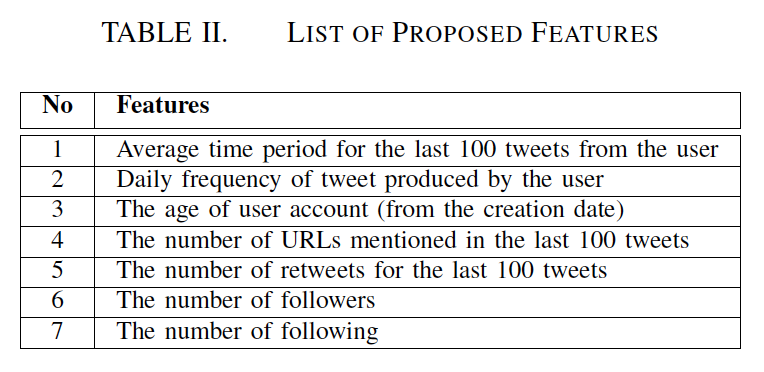 TABLE II. LIST OF PROPOSED FEATURES
No Features
1 Average time period for the last 100 tweets from the user
2 Daily frequency of tweet produced by the user
3 The age of user account (from the creation date)
4 The number of URLs mentioned in the last 100 tweets
5 The number of retweets for the last 100 tweets
6 The number of followers
7 The number of following